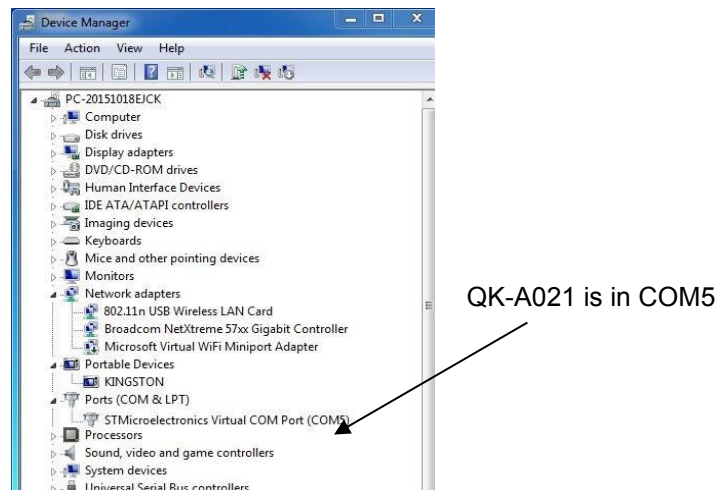 Device Manager
File Action View Help
PC-20151018EJCK
Computer
Disk drives
Display adapters
DVD/CD-ROM drives
Human Interface Devices
IDE ATA/ATAPI controllers
Imaging devices
Keyboards
Mice and other pointing devices
Monitors
Network adapters
802.11n USB Wireless LAN Card
Broadcom NetXtreme 57xx Gigabit Controller
Microsoft Virtual WiFi Miniport Adapter
Portable Devices
KINGSTON
Ports (COM & LPT)
STMicroelectronics Virtual COM Port (COM5)
Processors
Sound, video and game controllers
System devices
Universal Serial Bus controllers
QK-A021 is in COM5